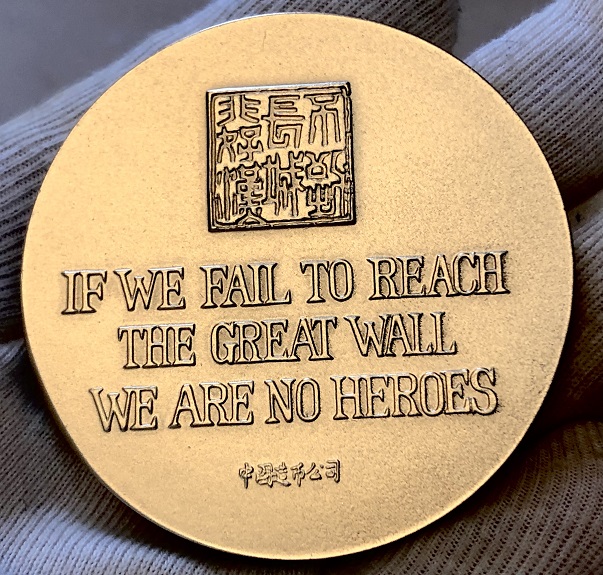 不到
長城
非好漢
IF WE FAIL TO REACH
THE GREAT WALL
WE ARE NO HEROES
中国造币公司